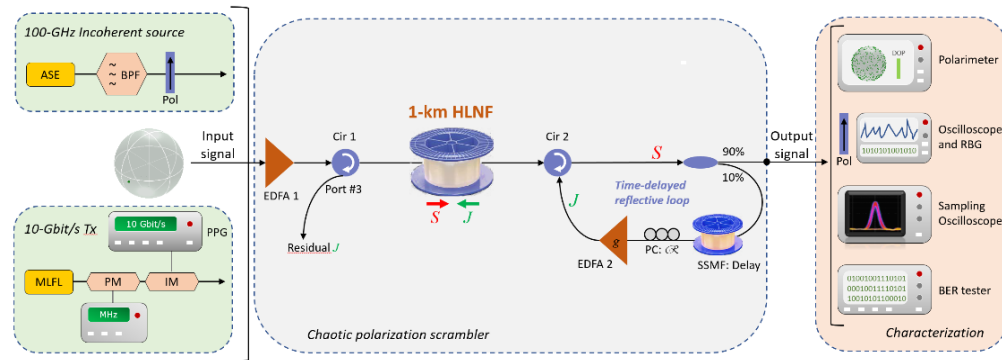 100-GHz Incoherent source
ASE
~
~
~
BPF
Pol
Input
signal
10-Gbit/s Tx
10 Gbit/s
PPG
MLFL
PM
IM
MHz
EDFA 1
Cir 1
Port #3
Residual J
1-km HLNF
S
J
Cir 2
S
90%
10%
Time-delayed
reflective loop
J
g
EDFA 2
PC: ℛ
SSMF: Delay
Chaotic polarization scrambler
Output
signal
DOP
Polarimeter
Pol
1010101001010
Oscilloscope
and RBG
Sampling
Oscilloscope
01001001110101
00010011110101
10010101100010
BER tester
Characterization